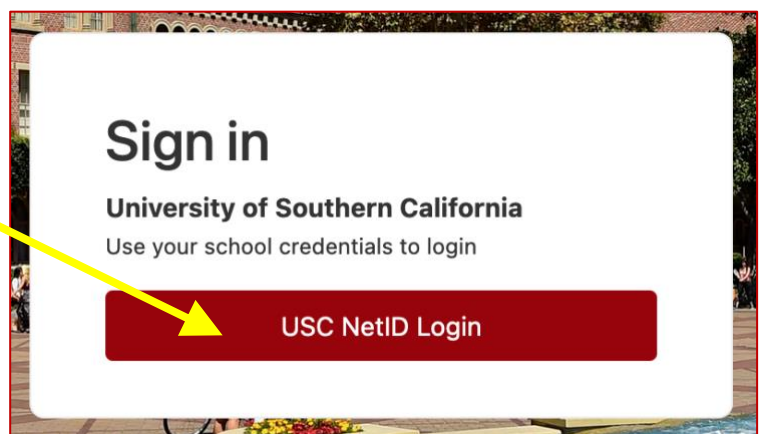 Sign in
University of Southern California
Use your school credentials to login
USC NetID Login